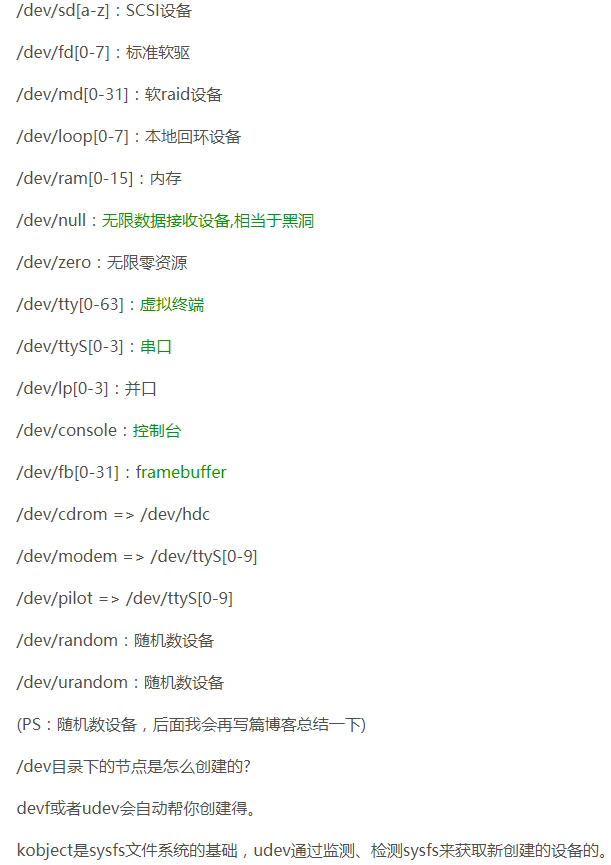 /dev/sd[a-z]：SCSI设备
/dev/fd[0-7]：标准软驱
/dev/md[0-31]：软raid设备
/dev/loop[0-7]：本地回环设备
/dev/ram[0-15]：内存
/dev/null：无限数据接收设备,相当于黑洞
/dev/zero：无限零资源
/dev/tty[0-63]：虚拟终端
/dev/ttyS[0-3]：串口
/dev/lp[0-3]：并口
/dev/console：控制台
/dev/fb[0-31]：framebuffer
/dev/cdrom => /dev/hdc
/dev/modem => /dev/ttyS[0-9]
/dev/pilot => /dev/ttyS[0-9]
/dev/random：随机数设备
/dev/urandom：随机数设备
(PS：随机数设备，后面我会再写篇博客总结一下)
/dev目录下的节点是怎么创建的?
devf或者udev会自动帮你创建得。
kobject是sysfs文件系统的基础，udev通过监测、检测sysfs来获取新创建的设备的。